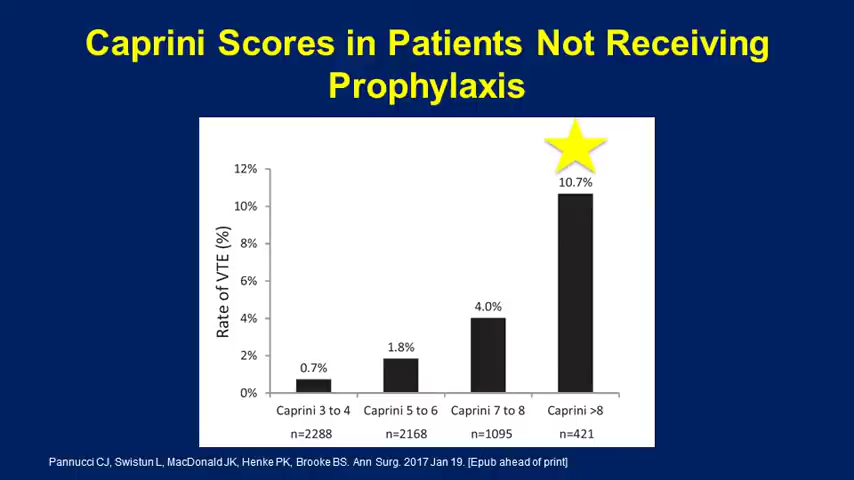 Caprini Scores in Patients Not Receiving
Prophylaxis
12%
10%
8%
6%
4%
2%
0%
Rate of VTE (%)
0.7%
1.8%
4.0%
10.7%
Caprini 3 to 4 Caprini 5 to 6 Caprini 7 to 8 Caprini >8
n=2288 n=2168 n=1095 n=421
Pannucci CJ, Swistun L, MacDonald JK, Henke PK, Brooke BS. Ann Surg. 2017 Jan 19. [Epub ahead of print]